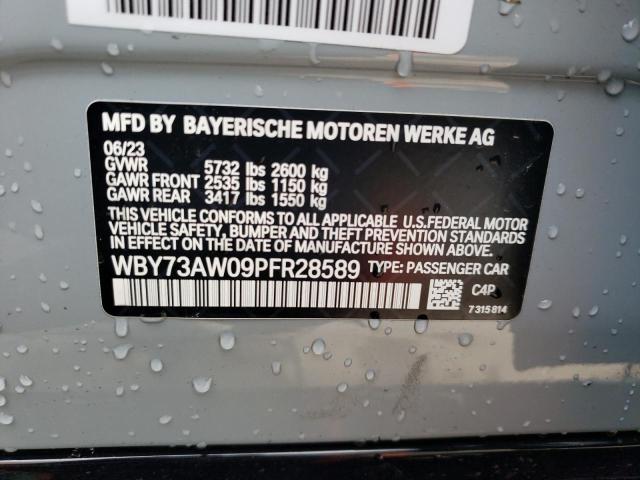 MFD BY BAYERISCHE MOTOREN WERKE AG
06/23
GVWR 5732 lbs 2600 kg
GAWR FRONT 2535 lbs 1150 kg
GAWR REAR 3417 lbs 1550 kg
THIS VEHICLE CONFORMS TO ALL APPLICABLE U.S.FEDERAL MOTOR
VEHICLE SAFETY, BUMPER AND THEFT PREVENTION STANDARDS
IN EFFECT ON THE DATE OF MANUFACTURE SHOWN ABOVE.
WBY73AW09PFR28589 TYPE: PASSENGER CAR
C4P
7315814